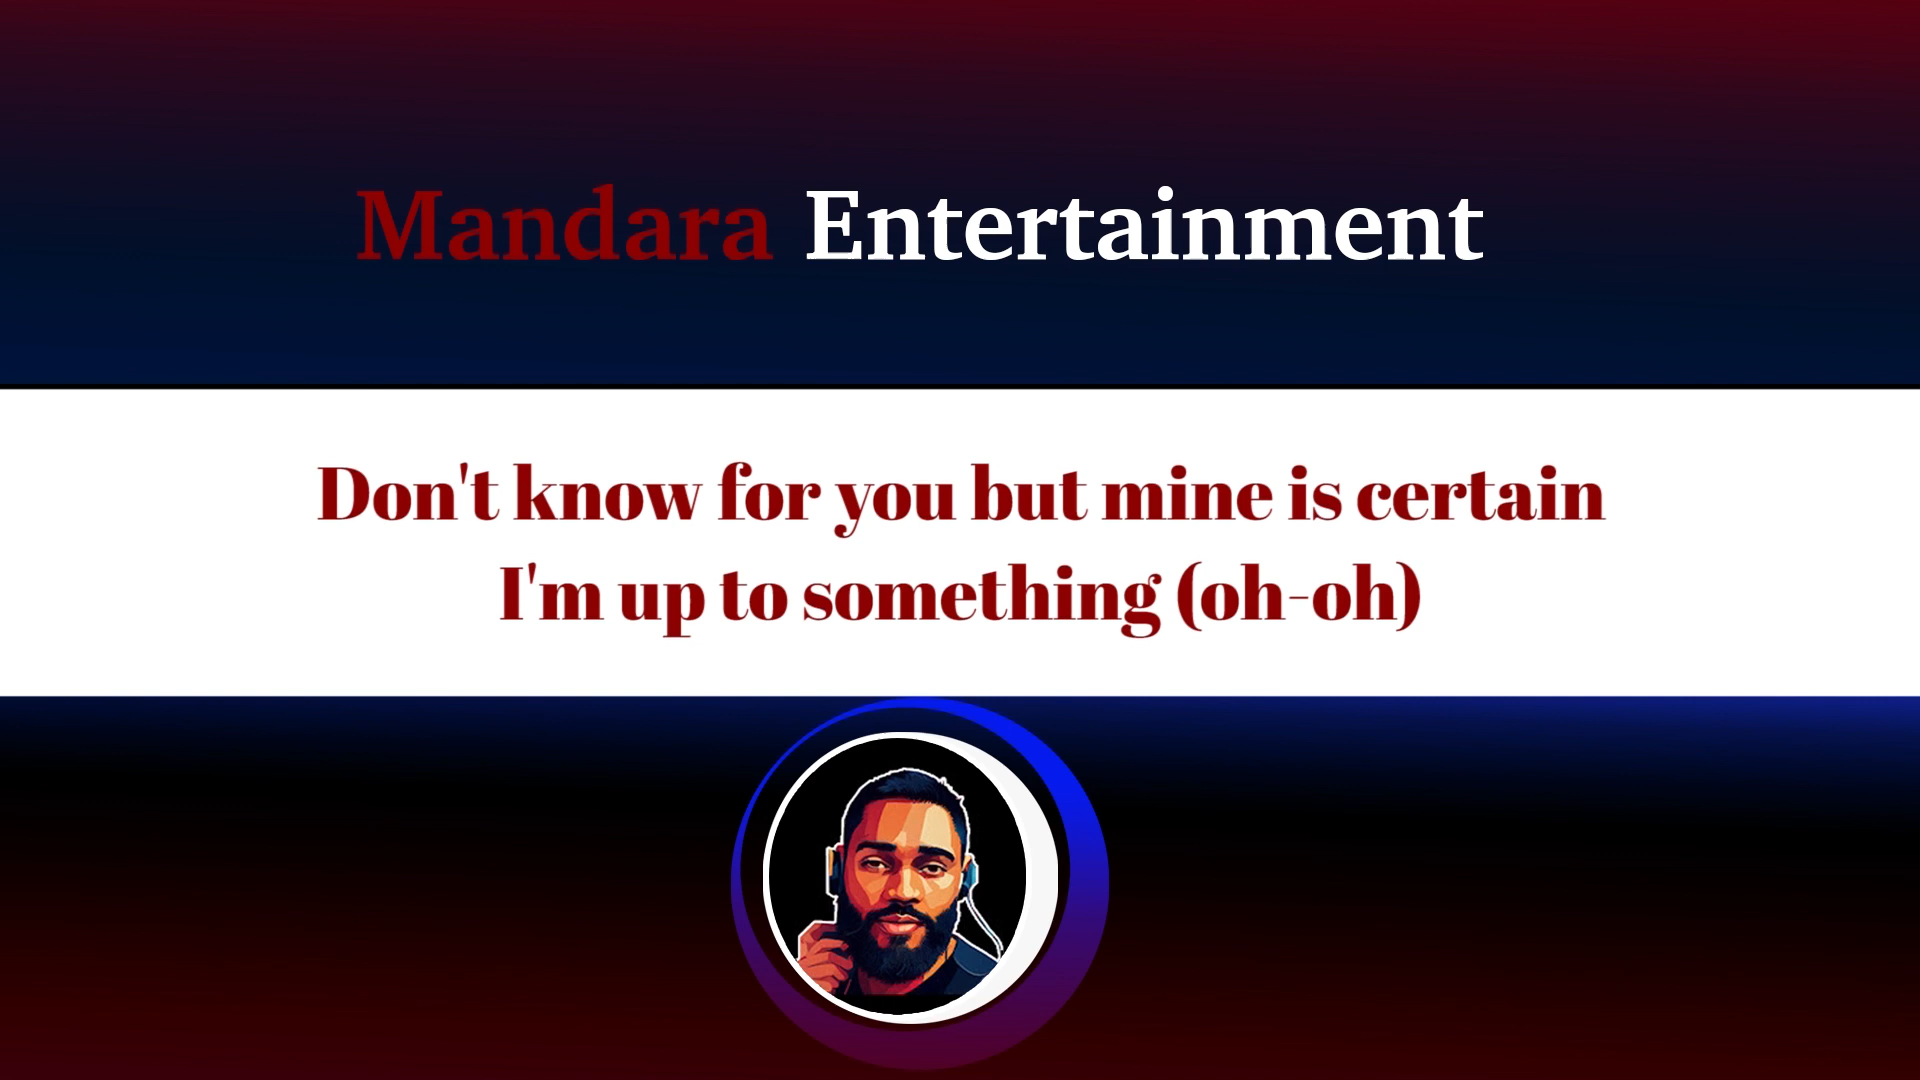 Mandara Entertainment
Don't know for you but mine is certain
I'm up to something (oh-oh)